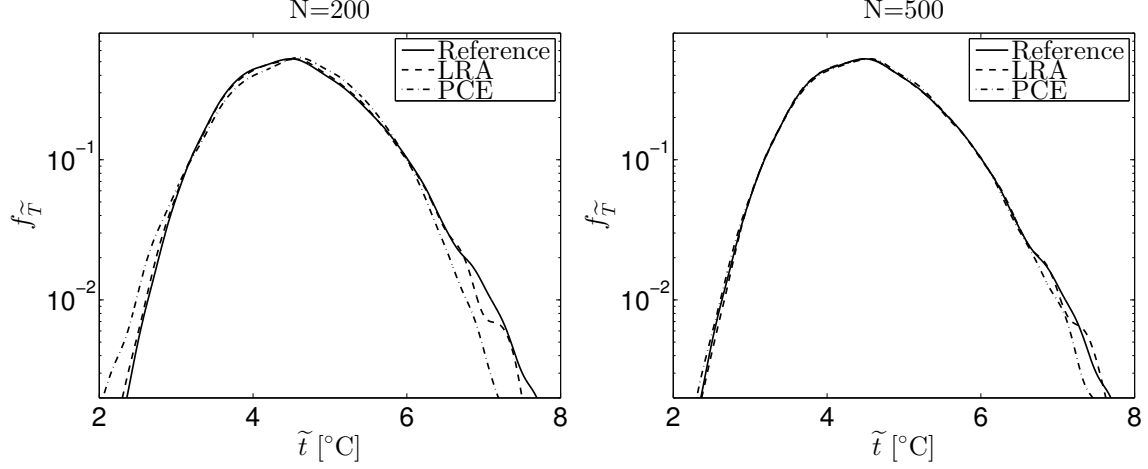 N=200
Reference
LRA
PCE
10⁻¹
10⁻²
f_T̃
2 4 6 8
t̃ [°C]
N=500
Reference
LRA
PCE
10⁻¹
10⁻²
f_T̃
2 4 6 8
t̃ [°C]